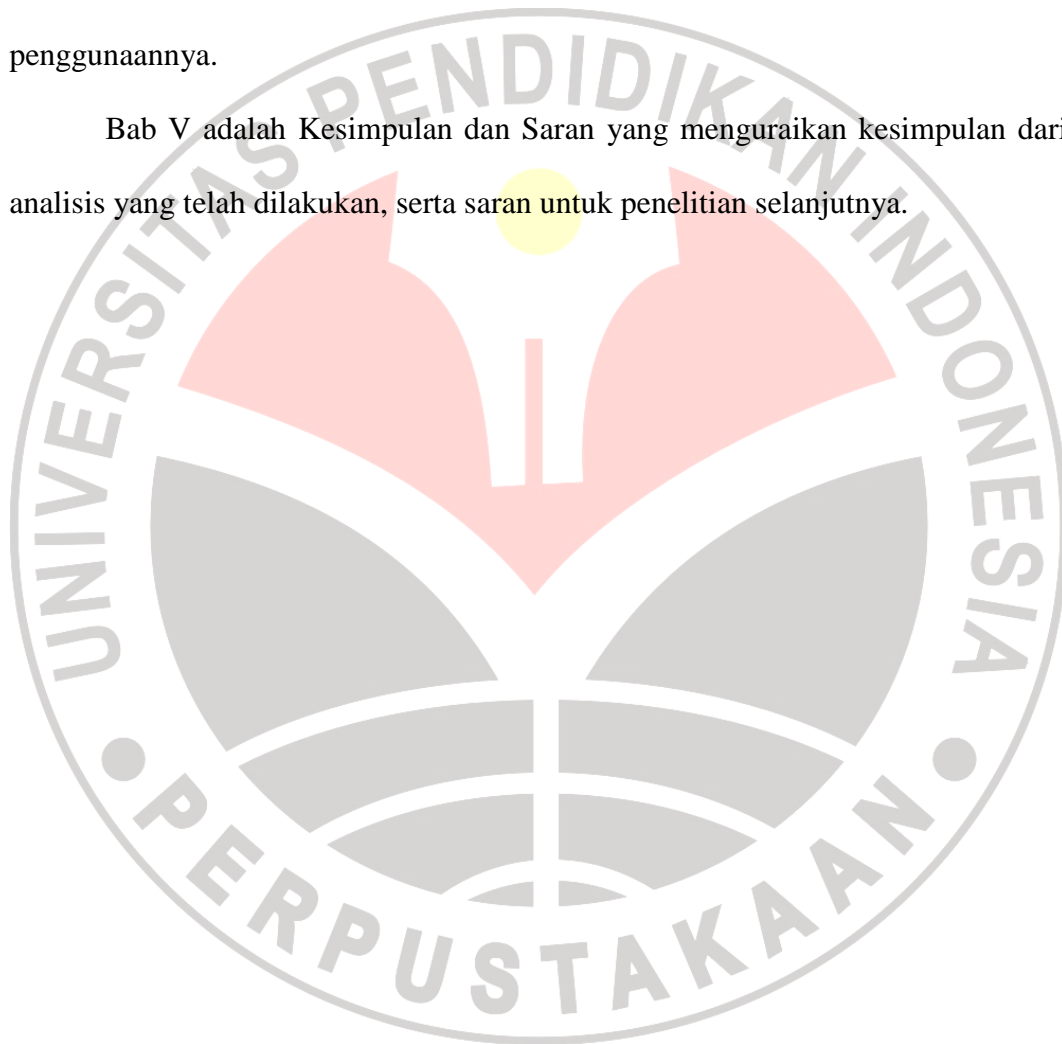 penggunaannya.
Bab V adalah Kesimpulan dan Saran yang menguraikan kesimpulan dari
analisis yang telah dilakukan, serta saran untuk penelitian selanjutnya.
UNIVERSITAS PENDIDIKAN INDONESIA
PERPUSTAKAAN